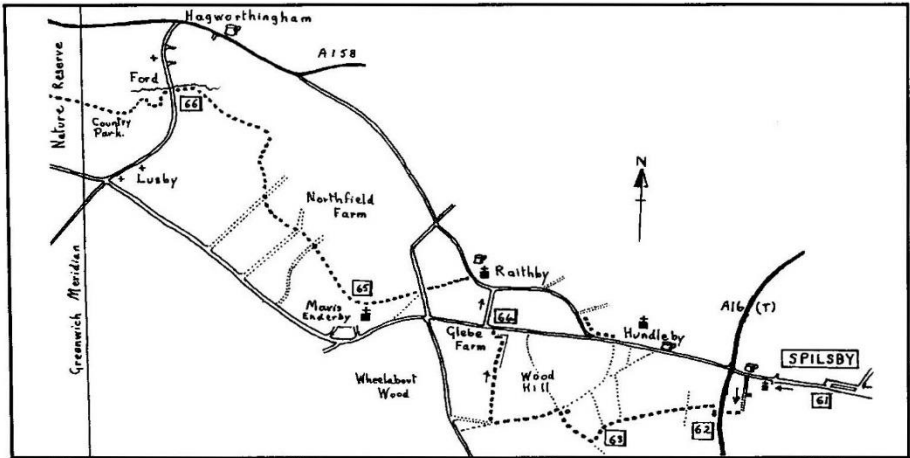 Hagworthingham
A158
Nature Reserve
Ford
66
Country
Park.
Lusby
N
Northfield
Farm
Greenwich Meridian
65
Raithby
A16 (T)
Mavis
Enderby
64
Hundleby
Glebe
Farm
SPILSBY
Wheelabout
Wood
Wood
Hill
61
62
63